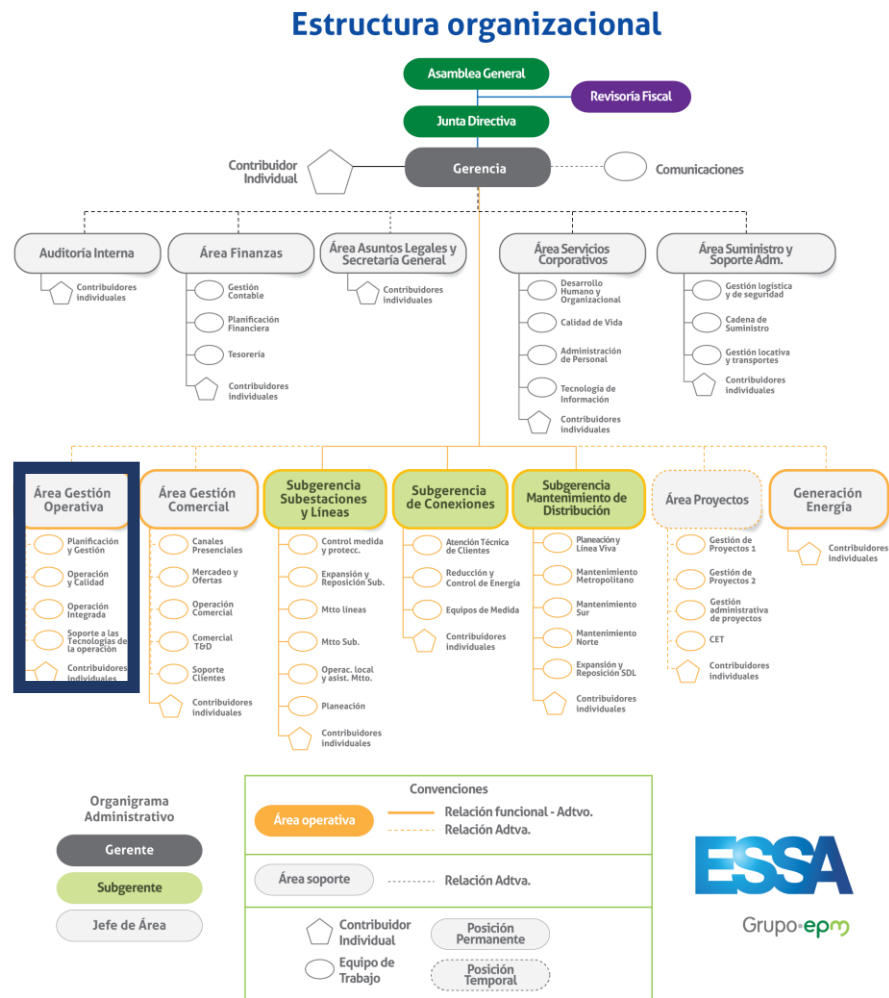 Estructura organizacional
Asamblea General
Revisoría Fiscal
Junta Directiva
Contribuidor
Individual
Gerencia
Comunicaciones
Auditoría Interna
Contribuidores
individuales
Área Finanzas
Gestión
Contable
Planificación
Financiera
Tesorería
Contribuidores
individuales
Área Asuntos Legales y
Secretaría General
Contribuidores
individuales
Área Servicios
Corporativos
Desarrollo
Humano y
Organizacional
Calidad de Vida
Administración
de Personal
Tecnología de
Información
Contribuidores
individuales
Área Suministro y
Soporte Adm.
Gestión logística
y de seguridad
Cadena de
Suministro
Gestión locativa
y transportes
Contribuidores
individuales
Área Gestión
Operativa
Planificación
y Gestión
Operación
y Calidad
Operación
Integrada
Soporte a las
Tecnologías de
la operación
Contribuidores
individuales
Área Gestión
Comercial
Canales
Presenciales
Mercadeo y
Ofertas
Operación
Comercial
Comercial
T&D
Soporte
Clientes
Contribuidores
individuales
Subgerencia
Subestaciones
y Líneas
Control medida
y protecc.
Expansión y
Reposición Sub.
Mtto líneas
Mtto Sub.
Operac. local
y asist. Mtto.
Planeación
Contribuidores
individuales
Subgerencia
de Conexiones
Atención Técnica
de Clientes
Reducción y
Control de Energía
Equipos de Medida
Contribuidores
individuales
Subgerencia
Mantenimiento de
Distribución
Planeación y
Línea Viva
Mantenimiento
Metropolitano
Mantenimiento
Sur
Mantenimiento
Norte
Expansión y
Reposición SDL
Contribuidores
individuales
Área Proyectos
Gestión de
Proyectos 1
Gestión de
Proyectos 2
Gestión
administrativa
de proyectos
CET
Contribuidores
individuales
Generación
Energía
Contribuidores
individuales
Organigrama
Administrativo
Gerente
Subgerente
Jefe de Área
Convenciones
Área operativa
Relación funcional - Adtvo.
Relación Adtva.
Área soporte
Relación Adtva.
Contribuidor
Individual
Posición
Permanente
Equipo de
Trabajo
Posición
Temporal
ESSA
Grupo·epm